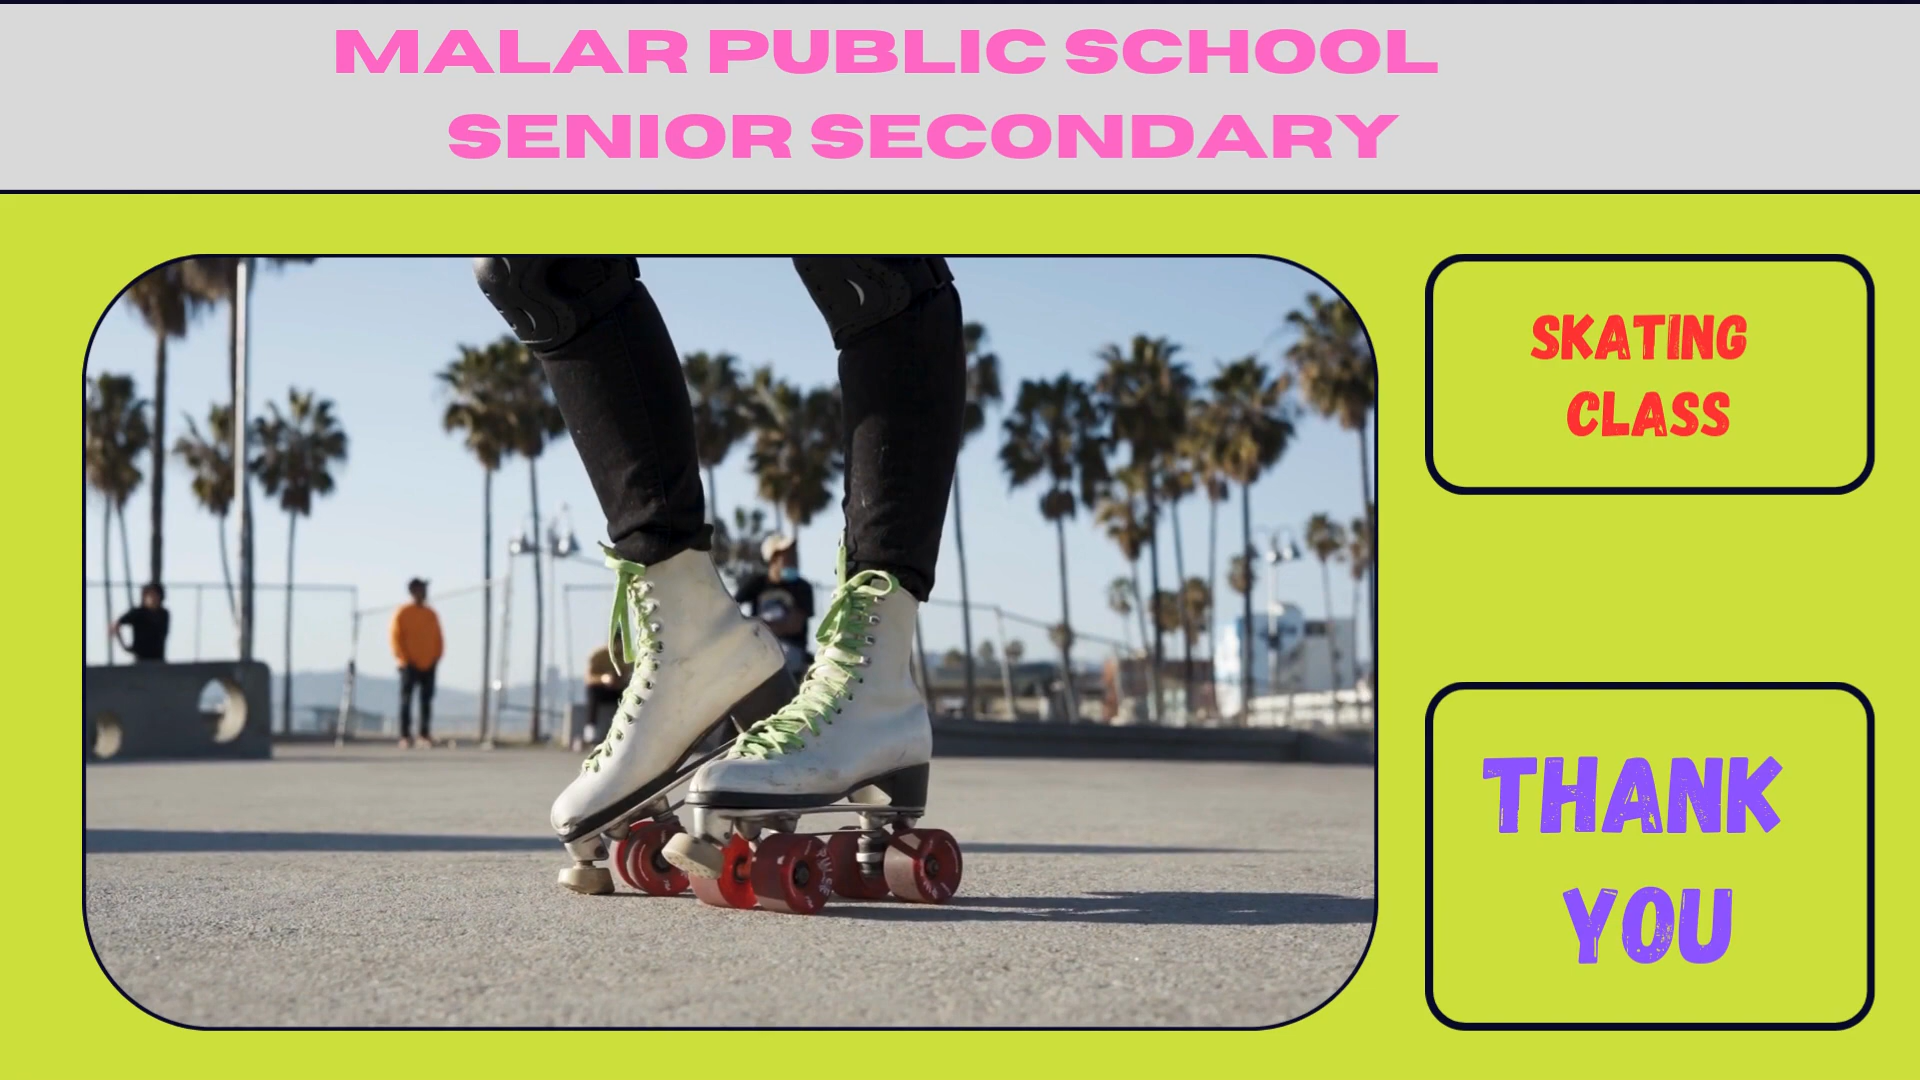 MALAR PUBLIC SCHOOL
SENIOR SECONDARY
SKATING
CLASS
THANK
YOU